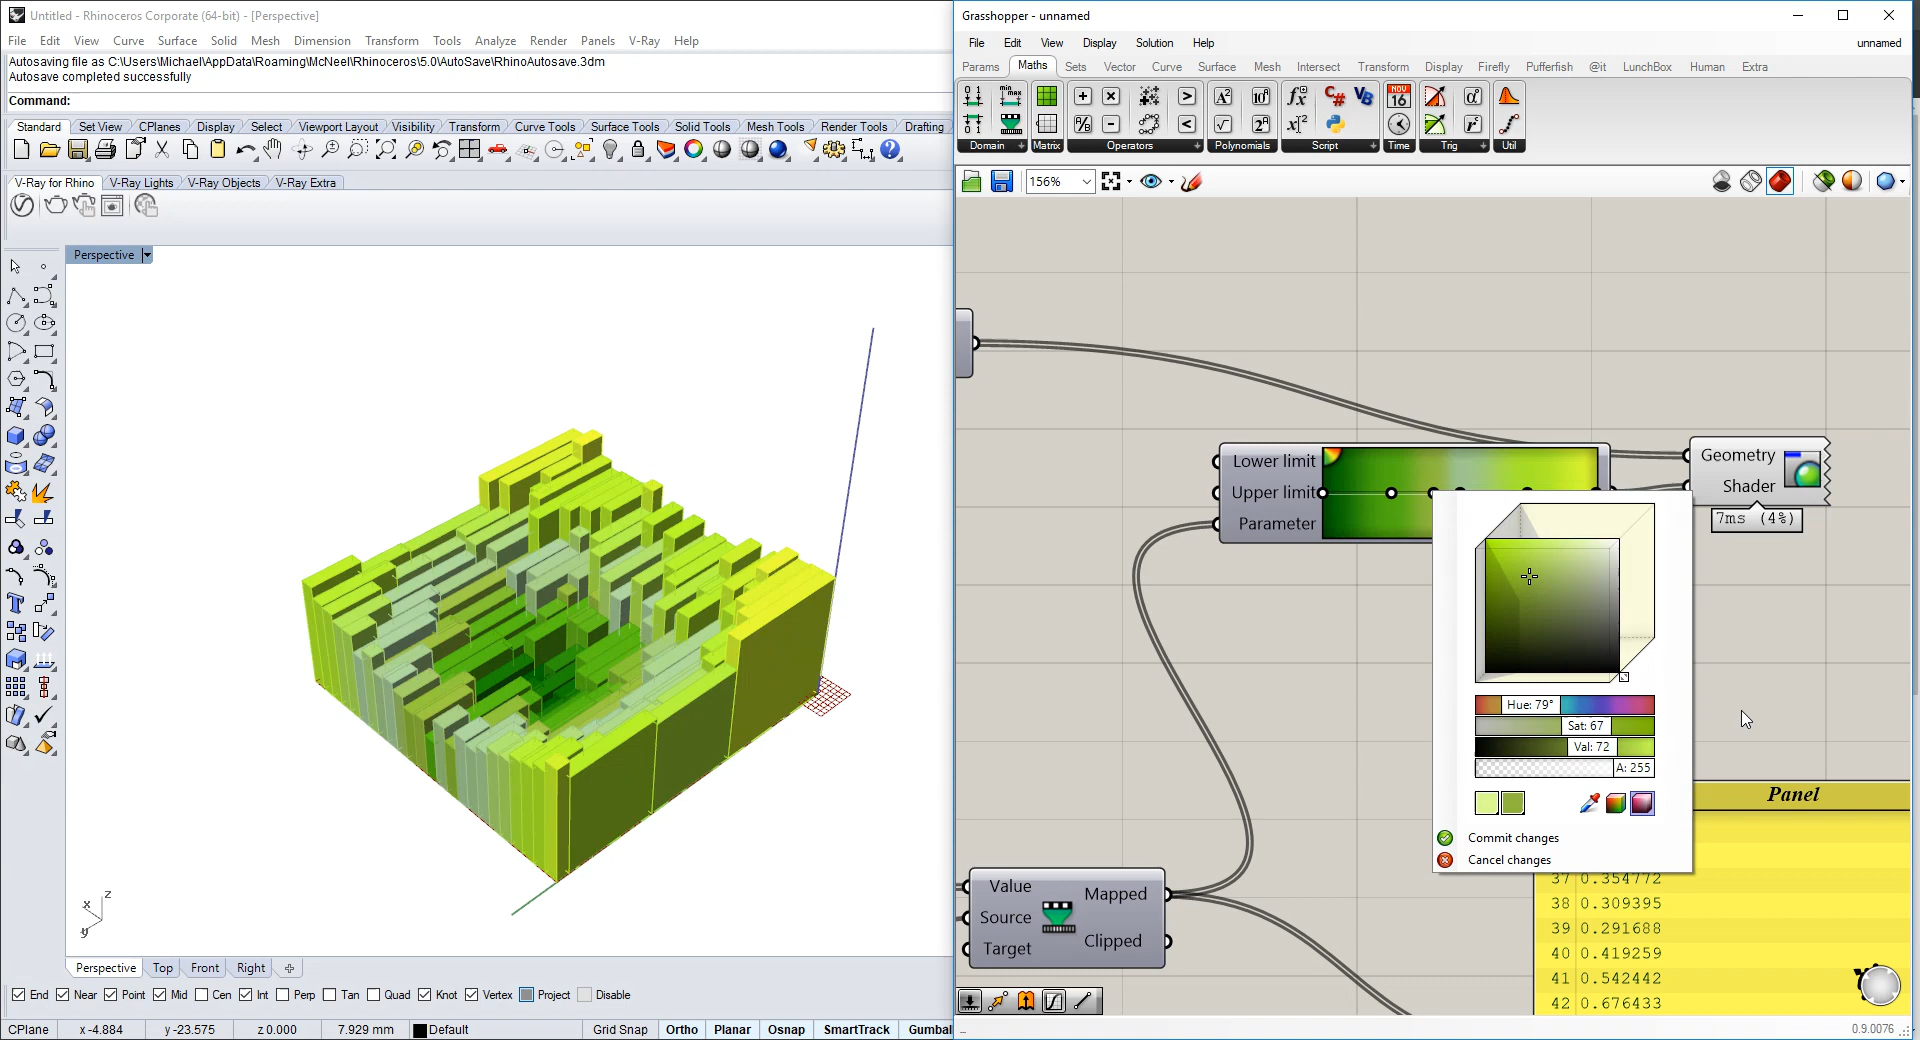 Untitled - Rhinoceros Corporate (64-bit) - [Perspective]
File Edit View Curve Surface Solid Mesh Dimension Transform Tools Analyze Render Panels V-Ray Help
Autosaving file as C:\Users\Michael\AppData\Roaming\McNeel\Rhinoceros\5.0\AutoSave\RhinoAutosave.3dm
Autosave completed successfully
Command:
Standard Set View CPlanes Display Select Viewport Layout Visibility Transform Curve Tools Surface Tools Solid Tools Mesh Tools Render Tools Drafting
V-Ray for Rhino V-Ray Lights V-Ray Objects V-Ray Extra
Perspective
z
x
y
Perspective Top Front Right
End Near Point Mid Cen Int Perp Tan Quad Knot Vertex Project Disable
CPlane x -4.884 y -23.575 z 0.000 7.929 mm Default Grid Snap Ortho Planar Osnap SmartTrack Gumbal
Grasshopper - unnamed
File Edit View Display Solution Help unnamed
Params Maths Sets Vector Curve Surface Mesh Intersect Transform Display Firefly Pufferfish @it LunchBox Human Extra
Domain Matrix Operators Polynomials Script Time Trig Util
156%
Lower limit
Upper limit
Parameter
Geometry
Shader
7ms (4%)
Hue: 79°
Sat: 67
Val: 72
A: 255
Commit changes
Cancel changes
Panel
37 0.354772
38 0.309395
39 0.291688
40 0.419259
41 0.542442
42 0.676433
Value
Source
Target
Mapped
Clipped
0.9.0076